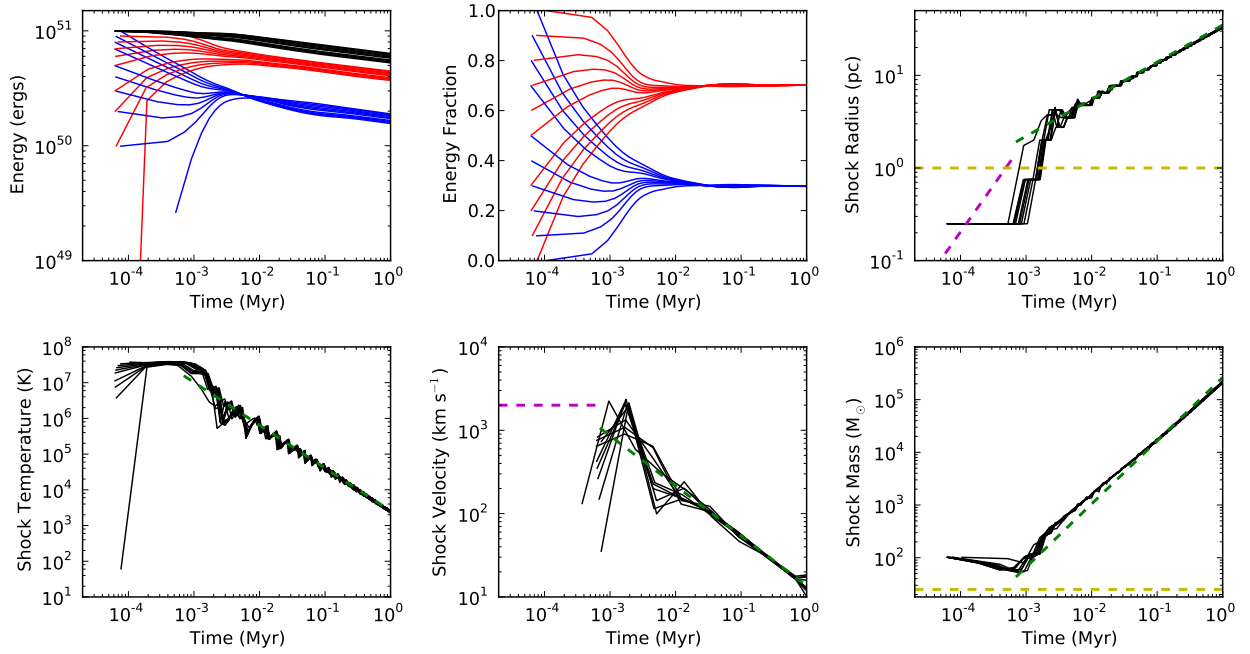 Energy (ergs)
10^51
10^50
10^49
10^-4 10^-3 10^-2 10^-1 10^0
Time (Myr)
Energy Fraction
1.0
0.8
0.6
0.4
0.2
0.0
10^-4 10^-3 10^-2 10^-1 10^0
Time (Myr)
Shock Radius (pc)
10^1
10^0
10^-1
10^-4 10^-3 10^-2 10^-1 10^0
Time (Myr)
Shock Temperature (K)
10^8
10^7
10^6
10^5
10^4
10^3
10^2
10^1
10^-4 10^-3 10^-2 10^-1 10^0
Time (Myr)
Shock Velocity (km s^-1)
10^4
10^3
10^2
10^1
10^-4 10^-3 10^-2 10^-1 10^0
Time (Myr)
Shock Mass (M⊙)
10^6
10^5
10^4
10^3
10^2
10^-4 10^-3 10^-2 10^-1 10^0
Time (Myr)